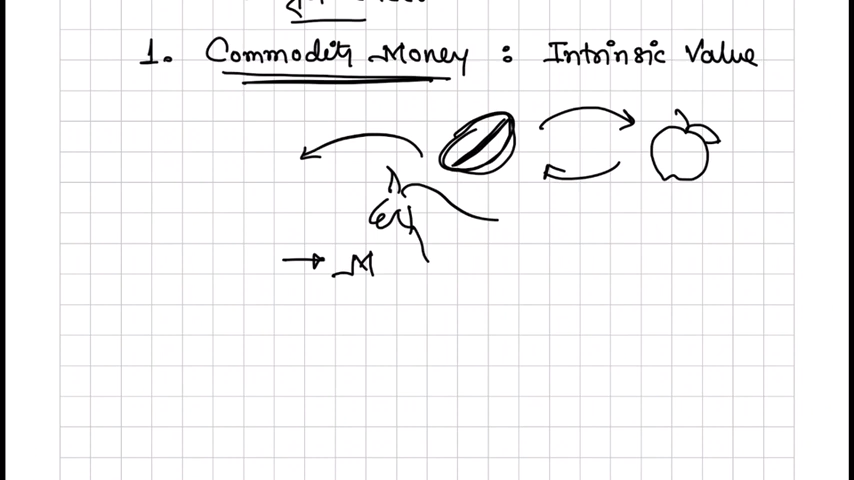 1. Commodity Money : Intrinsic Value
→ M